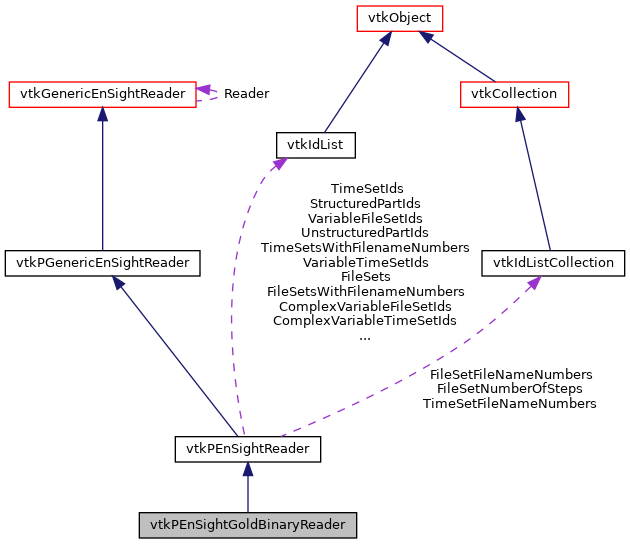 vtkObject
vtkGenericEnSightReader
Reader
vtkCollection
vtkIdList
TimeSetIds
StructuredPartIds
VariableFileSetIds
UnstructuredPartIds
TimeSetsWithFilenameNumbers
VariableTimeSetIds
FileSets
FileSetsWithFilenameNumbers
ComplexVariableFileSetIds
ComplexVariableTimeSetIds
...
vtkPGenericEnSightReader
vtkIdListCollection
FileSetFileNameNumbers
FileSetNumberOfSteps
TimeSetFileNameNumbers
vtkPEnSightReader
vtkPEnSightGoldBinaryReader